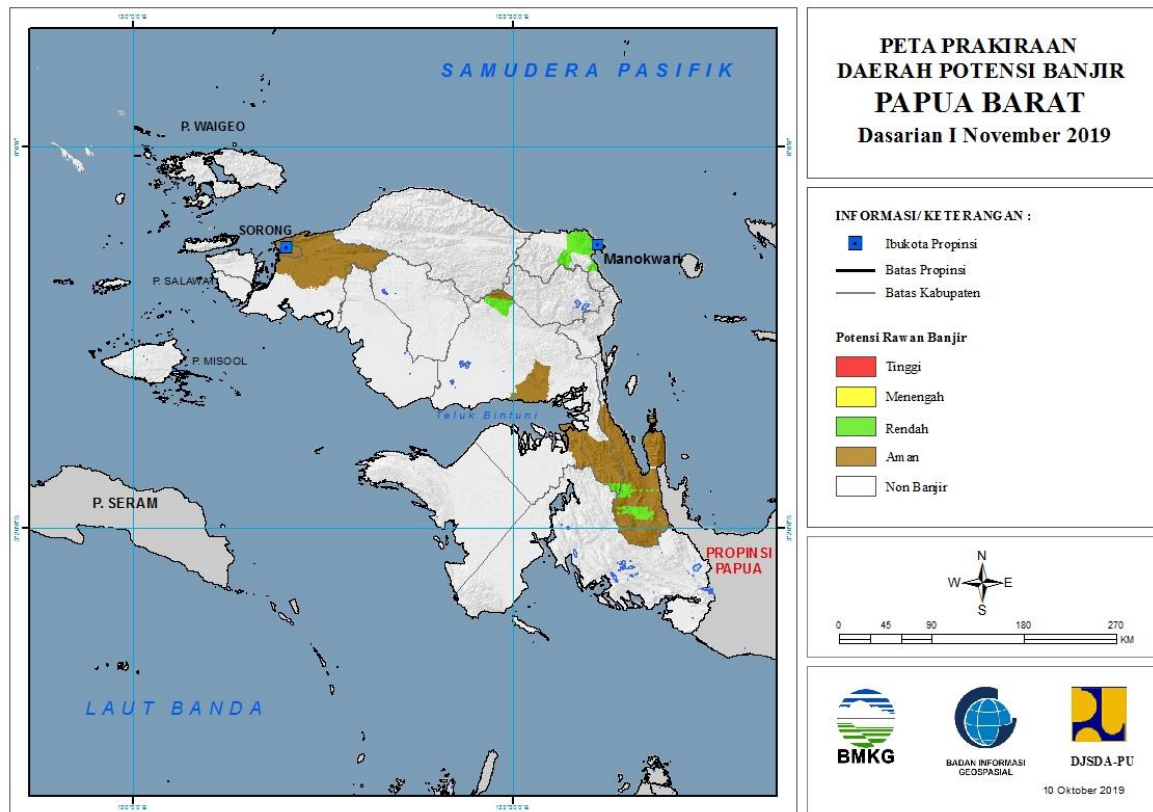 PETA PRAKIRAAN
DAERAH POTENSI BANJIR
PAPUA BARAT
Dasarian I November 2019
SAMUDERA PASIFIK
P. WAIGEO
SORONG
Manokwari
P. SALAWATI
P. MISOOL
Teluk Bintuni
P. SERAM
PROPINSI
PAPUA
LAUT BANDA
INFORMASI/KETERANGAN :
Ibukota Propinsi
Batas Propinsi
Batas Kabupaten
Potensi Rawan Banjir
Tinggi
Menengah
Rendah
Aman
Non Banjir
N
W E
S
0 45 90 180 270
KM
BMKG
BADAN INFORMASI
GEOSPASIAL
DJSDA-PU
10 Oktober 2019